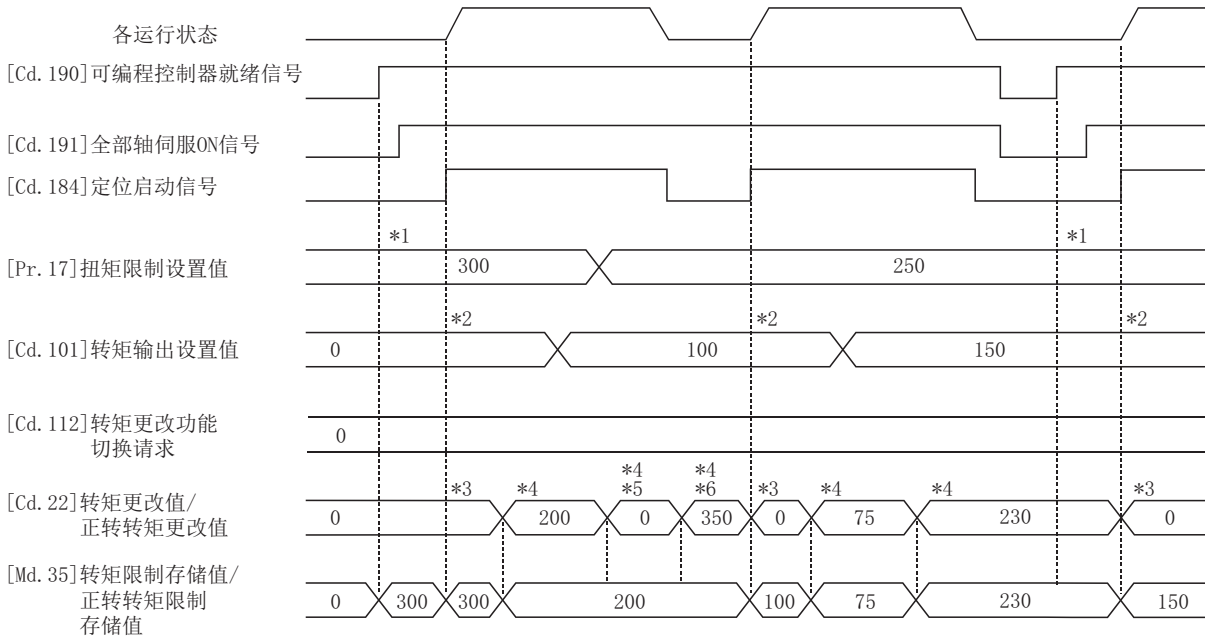 各运行状态
[Cd.190]可编程控制器就绪信号
[Cd.191]全部轴伺服ON信号
[Cd.184]定位启动信号
*1 *1
[Pr.17]扭矩限制设置值 300 250
*2 *2 *2
[Cd.101]转矩输出设置值 0 100 150
[Cd.112]转矩更改功能
切换请求
0
*4 *4
*3 *4 *5 *6 *3 *4 *4 *3
[Cd.22]转矩更改值/
正转转矩更改值
0 200 0 350 0 75 230 0
[Md.35]转矩限制存储值/
正转转矩限制
存储值
0 300 300 200 100 75 230 150